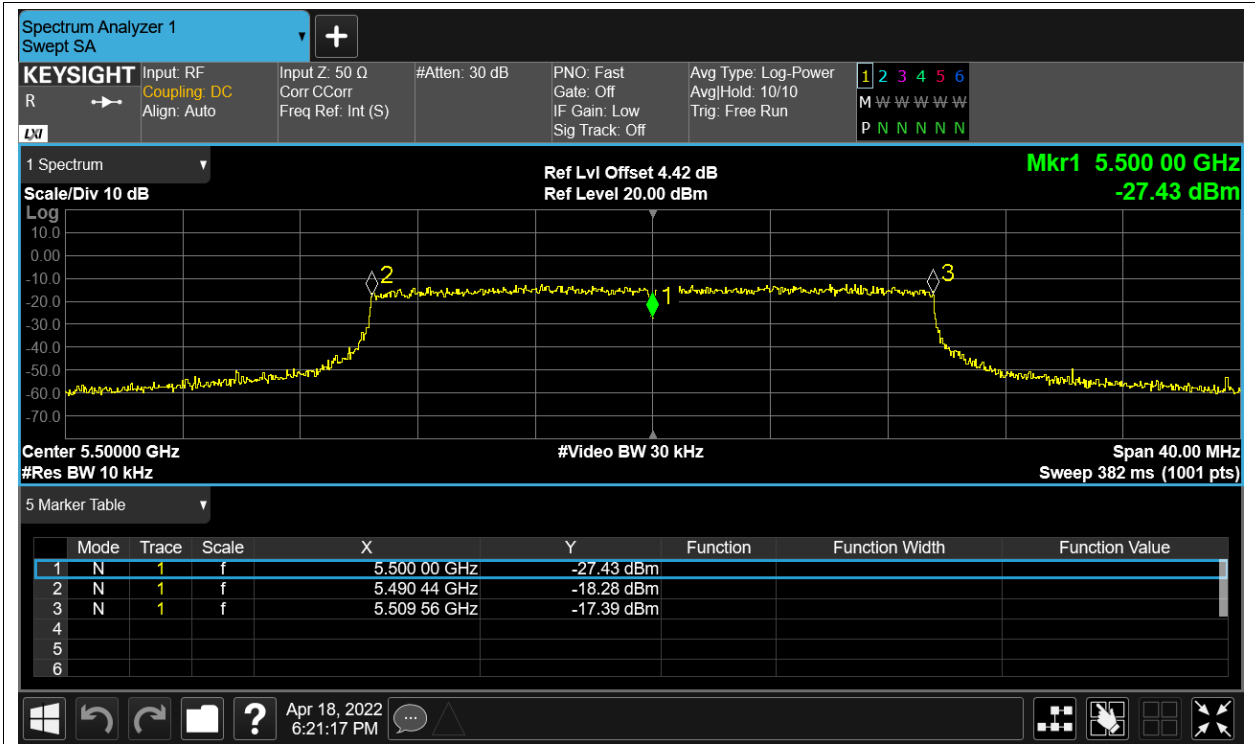 Spectrum Analyzer 1
Swept SA
KEYSIGHT Input: RF Input Z: 50 Ω #Atten: 30 dB PNO: Fast Avg Type: Log-Power 1 2 3 4 5 6
R Coupling: DC Corr CCorr Gate: Off Avg|Hold: 10/10 M W W W W W
Align: Auto Freq Ref: Int (S) IF Gain: Low Trig: Free Run
LXI Sig Track: Off P N N N N N
1 Spectrum Ref Lvl Offset 4.42 dB Mkr1 5.500 00 GHz
Scale/Div 10 dB Ref Level 20.00 dBm -27.43 dBm
Log
10.0
0.00
-10.0 2 3
-20.0 1
-30.0
-40.0
-50.0
-60.0
-70.0
Center 5.50000 GHz #Video BW 30 kHz Span 40.00 MHz
#Res BW 10 kHz Sweep 382 ms (1001 pts)
5 Marker Table
Mode Trace Scale X Y Function Function Width Function Value
1 N 1 f 5.500 00 GHz -27.43 dBm
2 N 1 f 5.490 44 GHz -18.28 dBm
3 N 1 f 5.509 56 GHz -17.39 dBm
4
5
6
? Apr 18, 2022
6:21:17 PM